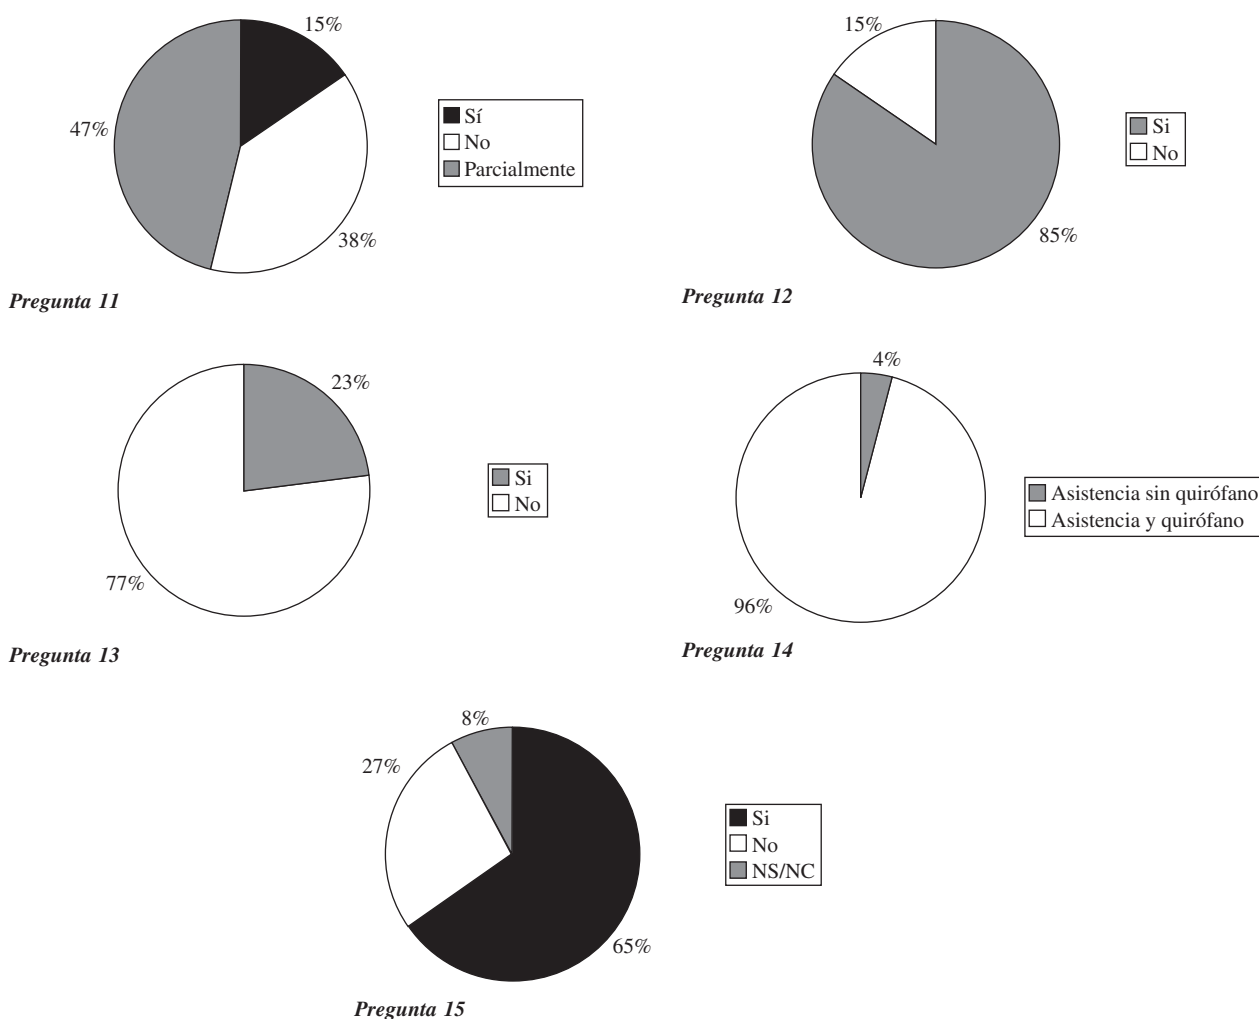 15%
47%
38%
Sí
No
Parcialmente
Pregunta 11
15%
85%
Si
No
Pregunta 12
23%
77%
Si
No
Pregunta 13
4%
96%
Asistencia sin quirófano
Asistencia y quirófano
Pregunta 14
8%
27%
65%
Si
No
NS/NC
Pregunta 15